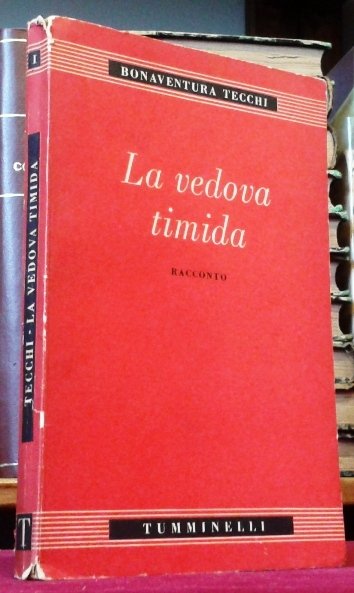 BONAVENTURA TECCHI
La vedova
timida
RACCONTO
TUMMINELLI
I
TECCHI - LA VEDOVA TIMIDA
T